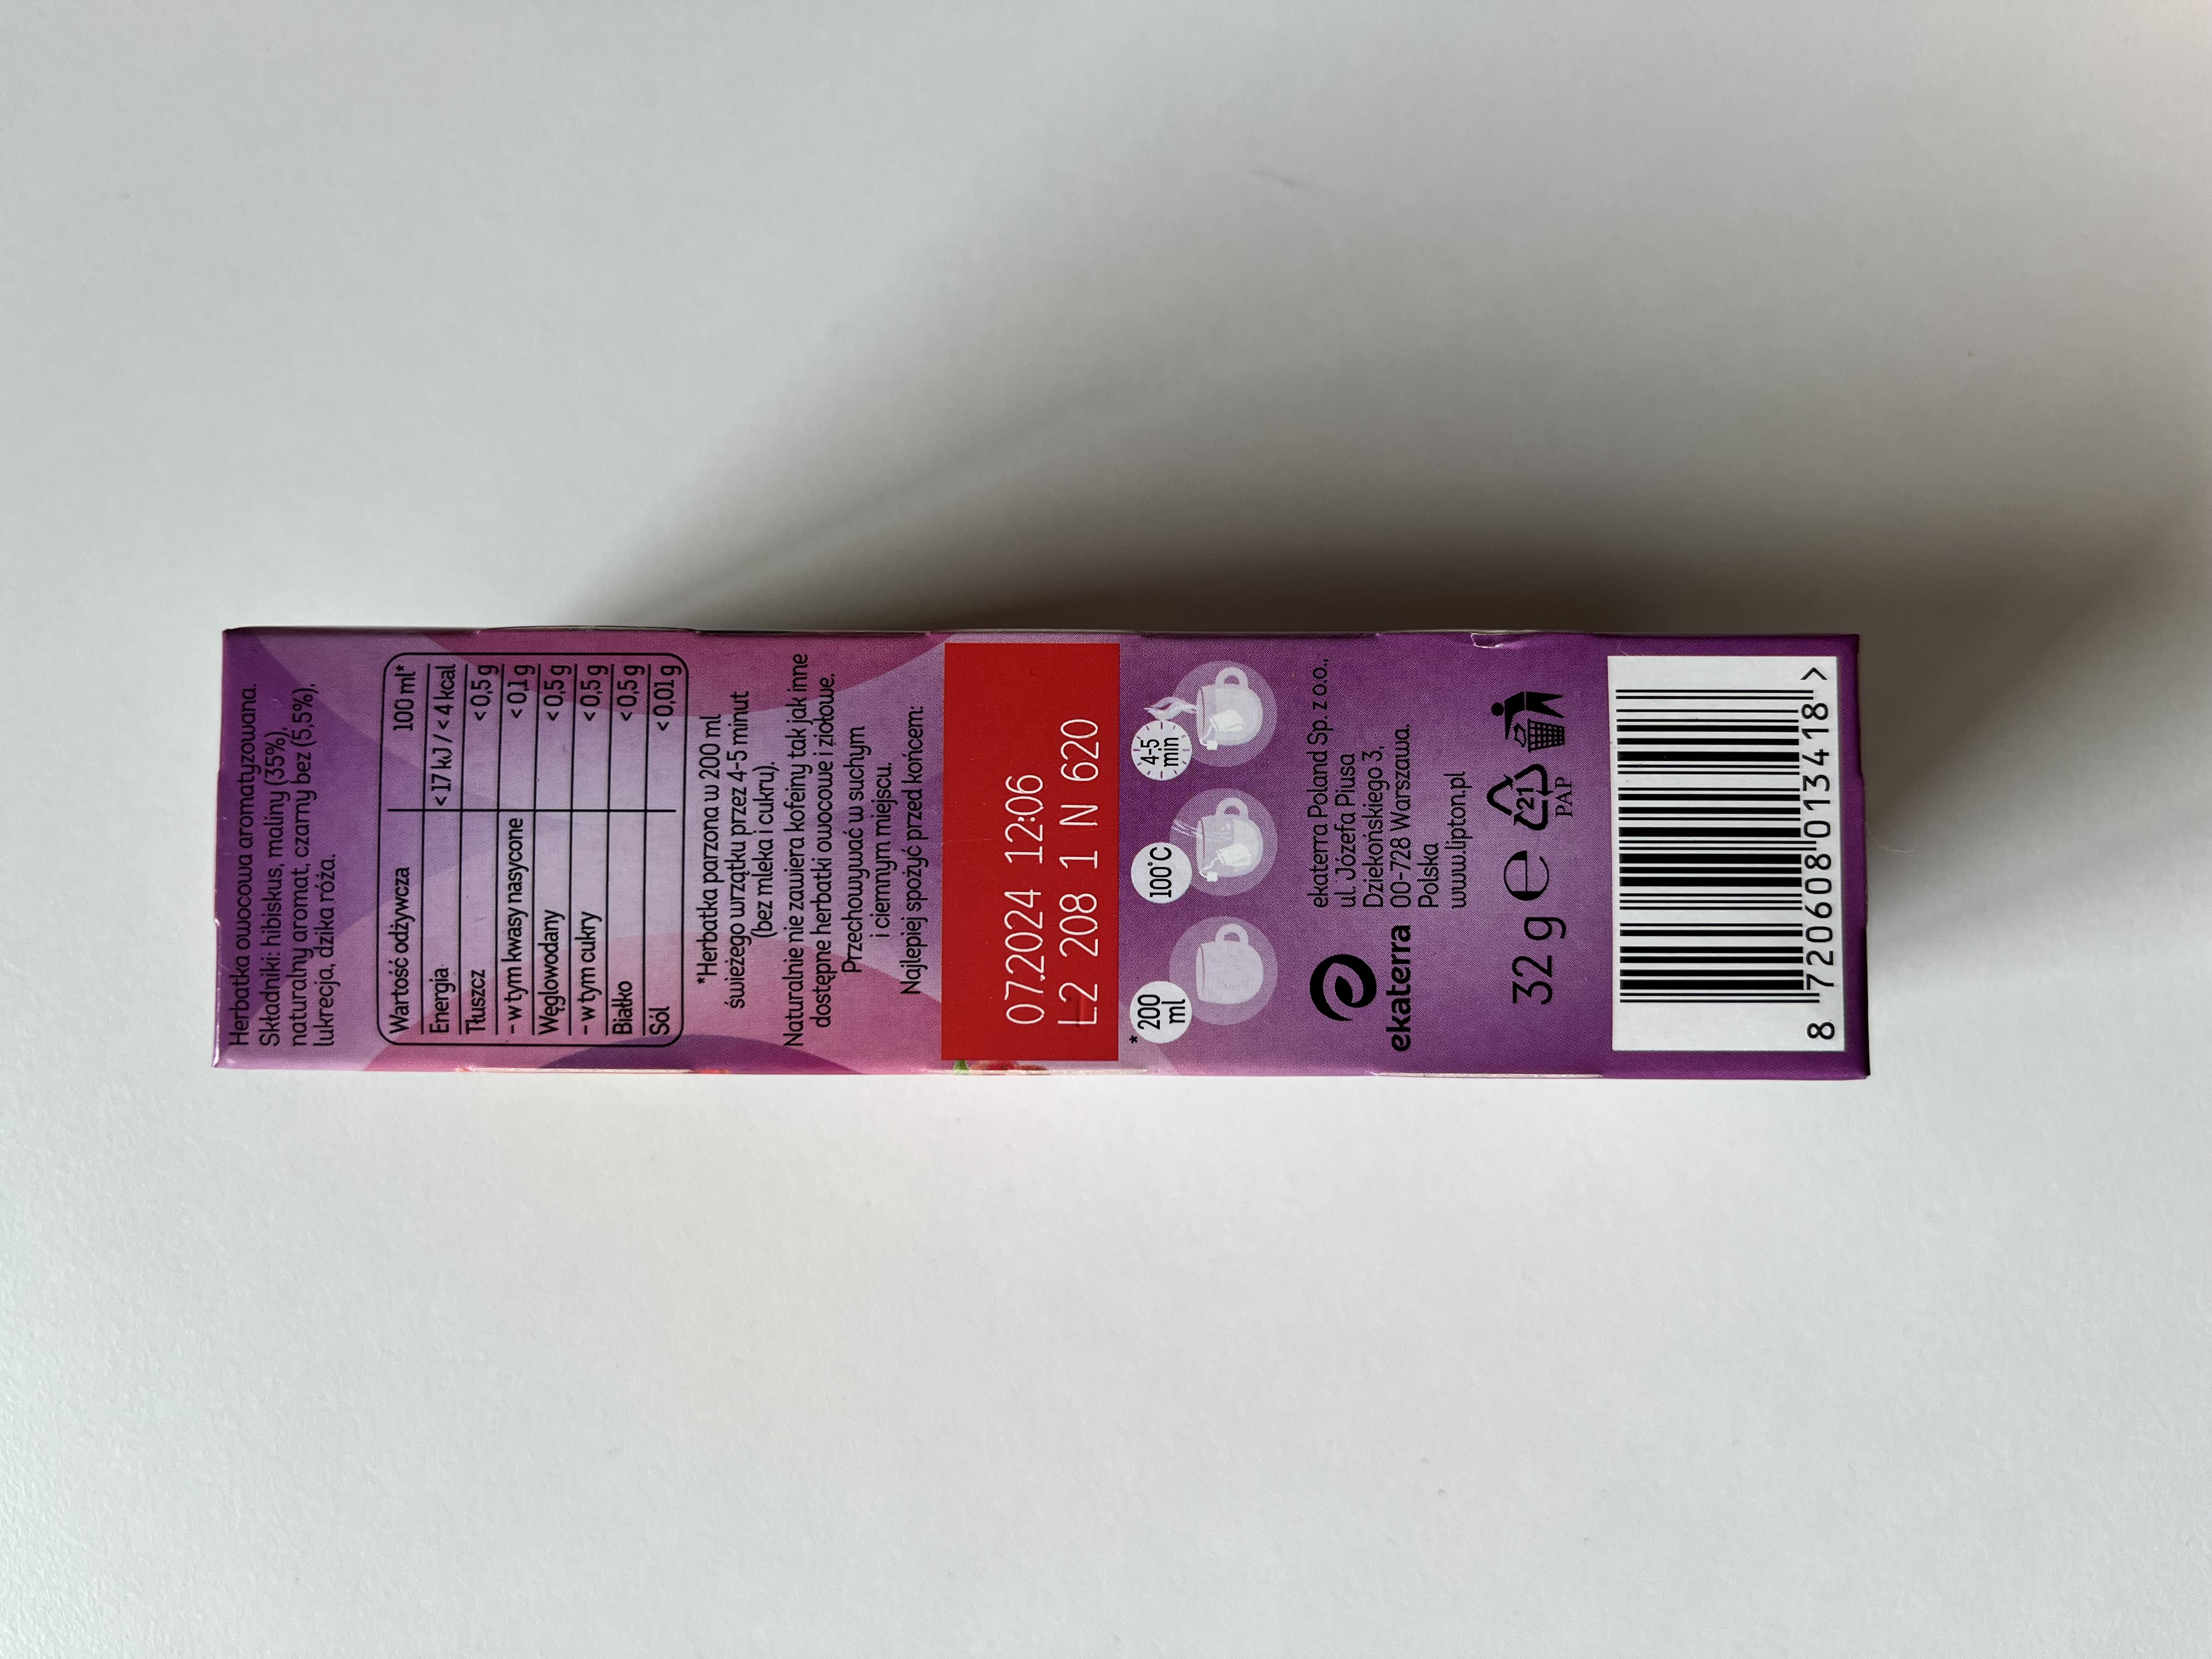 Herbatka owocowa aromatyzowana.
Składniki: hibiskus, maliny (35%),
naturalny aromat, czarny bez (5,5%),
lukrecja, dzika róża.
Wartość odżywcza 100 ml*
Energia <17 kJ / < 4 kcal
Tłuszcz < 0,5 g
- w tym kwasy nasycone < 0,1 g
Węglowodany < 0,5 g
- w tym cukry < 0,5 g
Białko < 0,5 g
Sól < 0,01 g
*Herbatka parzona w 200 ml
świeżego wrzątku przez 4-5 minut
(bez mleka i cukru).
Naturalnie nie zawiera kofeiny tak jak inne
dostępne herbatki owocowe i ziołowe.
Przechowywać w suchym
i ciemnym miejscu.
Najlepiej spożyć przed końcem:
07.2024 12:06
L2 208 1 N 620
* 200 ml
100°C
4-5 min
ekaterra
ekaterra Poland Sp. z o.o.,
ul. Józefa Piusa
Dziekońskiego 3,
00-728 Warszawa.
Polska
www.lipton.pl
32 g e
21
PAP
8 720608 013418 >